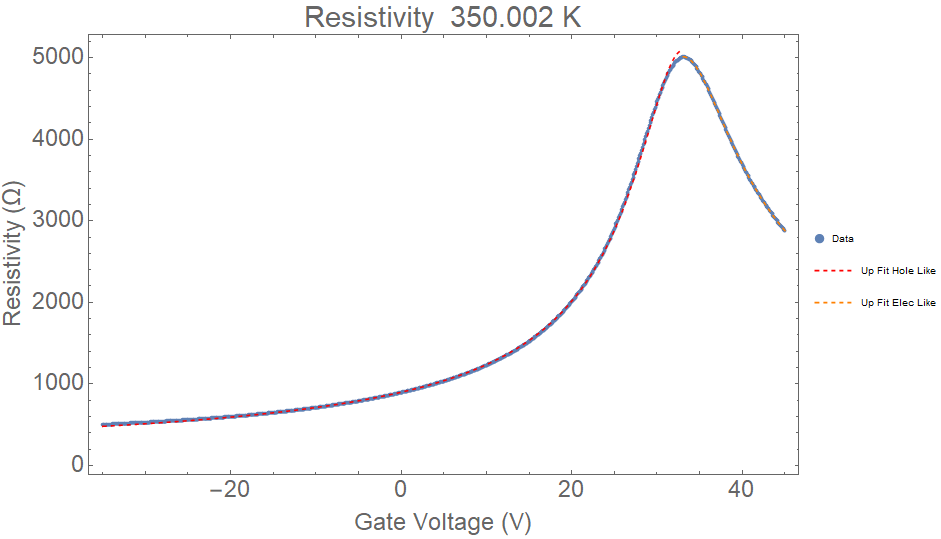 Resistivity 350.002 K
Resistivity (Ω)
5000
4000
3000
2000
1000
0
−20
0
20
40
Gate Voltage (V)
Data
Up Fit Hole Like
Up Fit Elec Like